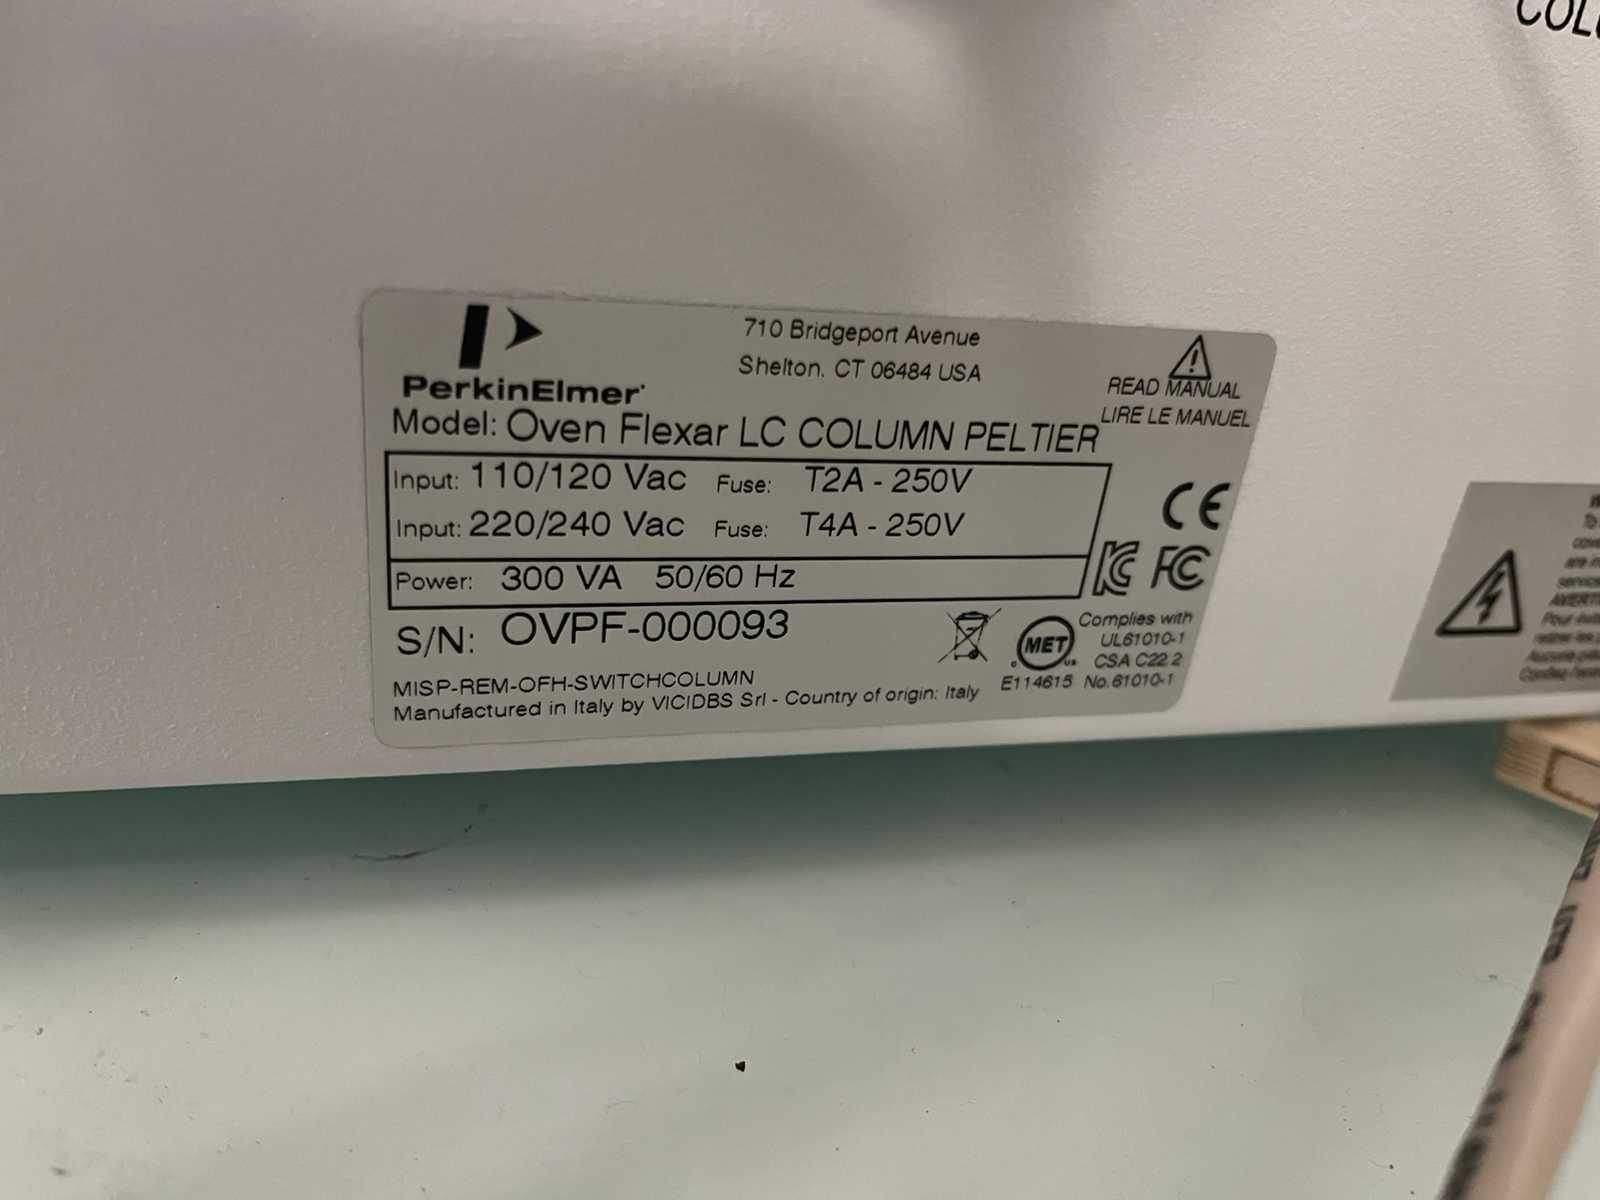 COL
710 Bridgeport Avenue
Shelton, CT 06484 USA
PerkinElmer
READ MANUAL
LIRE LE MANUEL
Model: Oven Flexar LC COLUMN PELTIER
Input: 110/120 Vac Fuse: T2A - 250V
Input: 220/240 Vac Fuse: T4A - 250V
Power: 300 VA 50/60 Hz
CE
FC
S/N: OVPF-000093
MET
us
Complies with
UL61010-1
CSA C22.2
E114615 No. 61010-1
MISP-REM-OFH-SWITCHCOLUMN
Manufactured in Italy by VICIDBS Srl - Country of origin: Italy